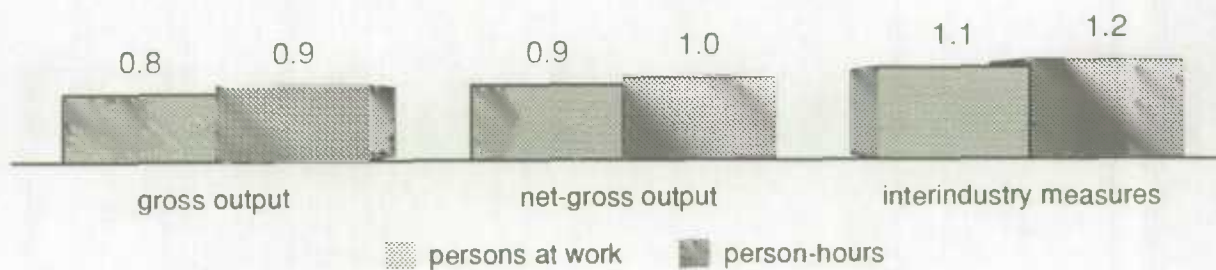 0.8 0.9 0.9 1.0 1.1 1.2
gross output net-gross output interindustry measures
persons at work person-hours